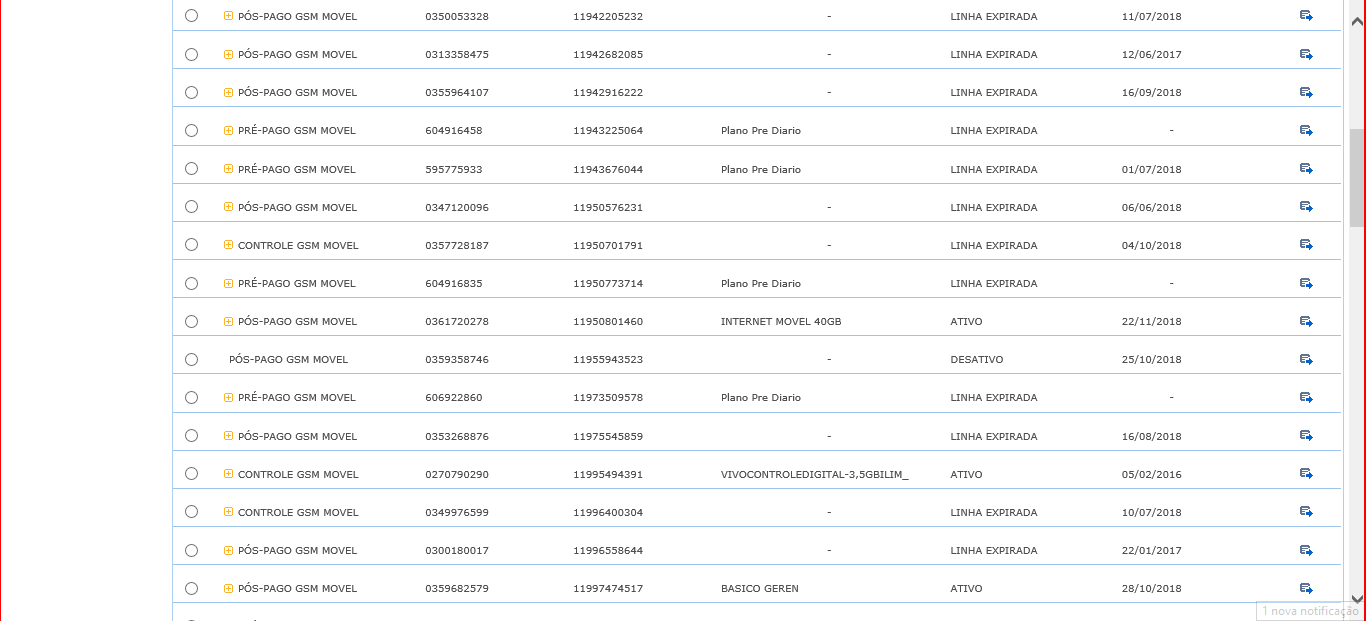 PÓS-PAGO GSM MOVEL 0350053328 11942205232 - LINHA EXPIRADA 11/07/2018
PÓS-PAGO GSM MOVEL 0313358475 11942682085 - LINHA EXPIRADA 12/06/2017
PÓS-PAGO GSM MOVEL 0355964107 11942916222 - LINHA EXPIRADA 16/09/2018
PRÉ-PAGO GSM MOVEL 604916458 11943225064 Plano Pre Diario LINHA EXPIRADA -
PRÉ-PAGO GSM MOVEL 595775933 11943676044 Plano Pre Diario LINHA EXPIRADA 01/07/2018
PÓS-PAGO GSM MOVEL 0347120096 11950576231 - LINHA EXPIRADA 06/06/2018
CONTROLE GSM MOVEL 0357728187 11950701791 - LINHA EXPIRADA 04/10/2018
PRÉ-PAGO GSM MOVEL 604916835 11950773714 Plano Pre Diario LINHA EXPIRADA -
PÓS-PAGO GSM MOVEL 0361720278 11950801460 INTERNET MOVEL 40GB ATIVO 22/11/2018
PÓS-PAGO GSM MOVEL 0359358746 11955943523 - DESATIVO 25/10/2018
PRÉ-PAGO GSM MOVEL 606922860 11973509578 Plano Pre Diario LINHA EXPIRADA -
PÓS-PAGO GSM MOVEL 0353268876 11975545859 - LINHA EXPIRADA 16/08/2018
CONTROLE GSM MOVEL 0270790290 11995494391 VIVOCONTROLEDIGITAL-3,5GBILIM_ ATIVO 05/02/2016
CONTROLE GSM MOVEL 0349976599 11996400304 - LINHA EXPIRADA 10/07/2018
PÓS-PAGO GSM MOVEL 0300180017 11996558644 - LINHA EXPIRADA 22/01/2017
PÓS-PAGO GSM MOVEL 0359682579 11997474517 BASICO GEREN ATIVO 28/10/2018
1 nova notificação